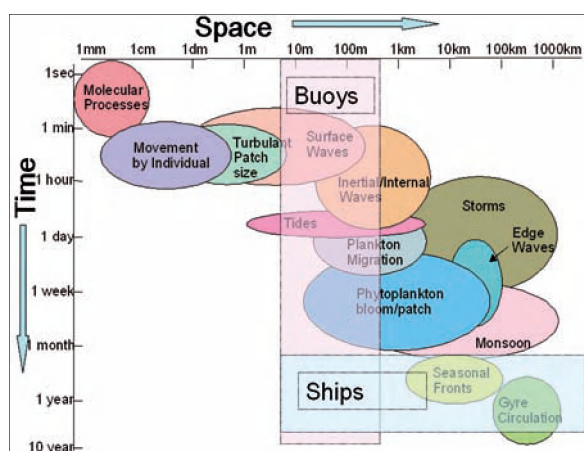 Space
1mm 1cm 1dm 1m 10m 100m 1km 10km 100km 1000km
Time
1sec
1 min
1 hour
1 day
1 week
1 month
1 year
10 year
Molecular
Processes
Buoys
Movement
by Individual
Turbulant
Patch
size
Surface
Waves
Inertial/Internal
Waves
Storms
Tides
Edge
Waves
Plankton
Migration
Phytoplankton
bloom/patch
Monsoon
Ships
Seasonal
Fronts
Gyre
Circulation